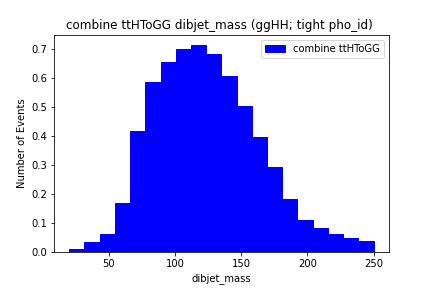 combine ttHToGG dibjet_mass (ggHH; tight pho_id)
combine ttHToGG
Number of Events
0.7
0.6
0.5
0.4
0.3
0.2
0.1
0.0
50 100 150 200 250
dibjet_mass